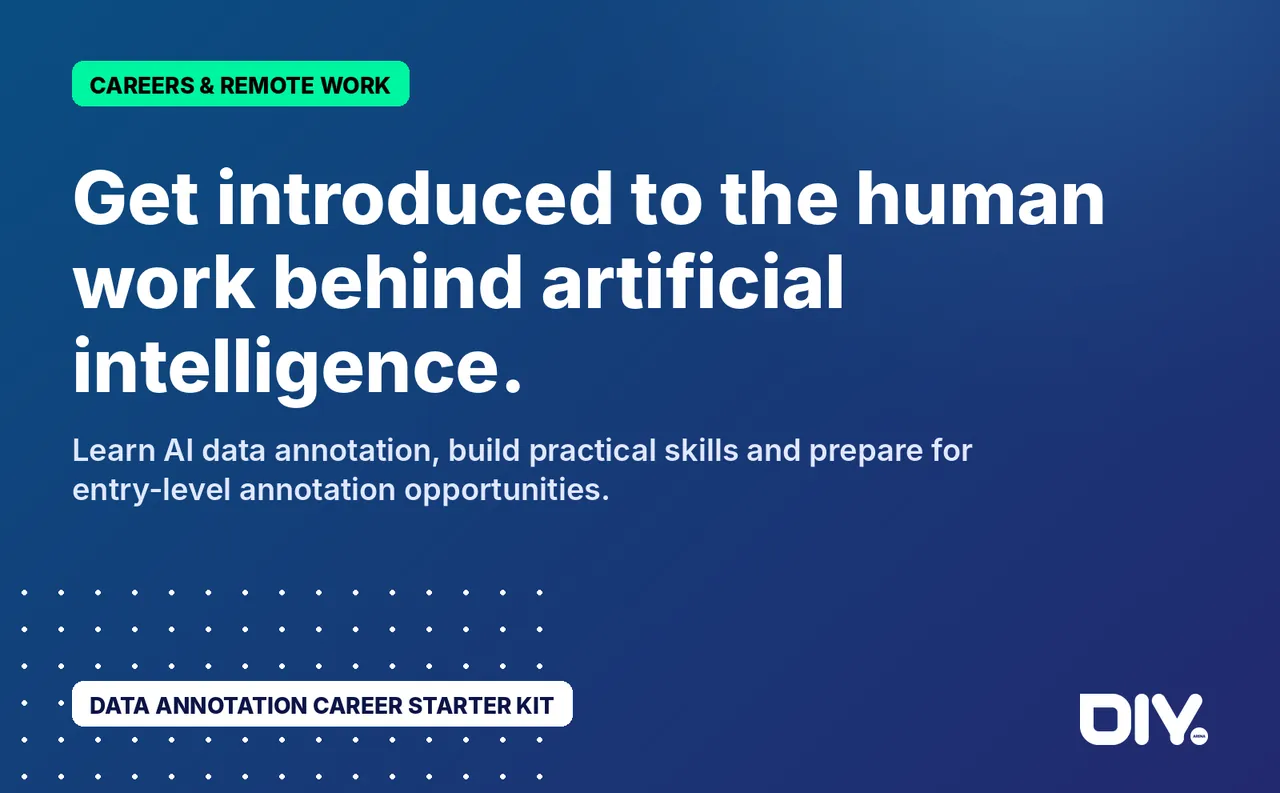 CAREERS & REMOTE WORK
Get introduced to the human
work behind artificial
intelligence.
Learn AI data annotation, build practical skills and prepare for
entry-level annotation opportunities.
DATA ANNOTATION CAREER STARTER KIT
DIY.